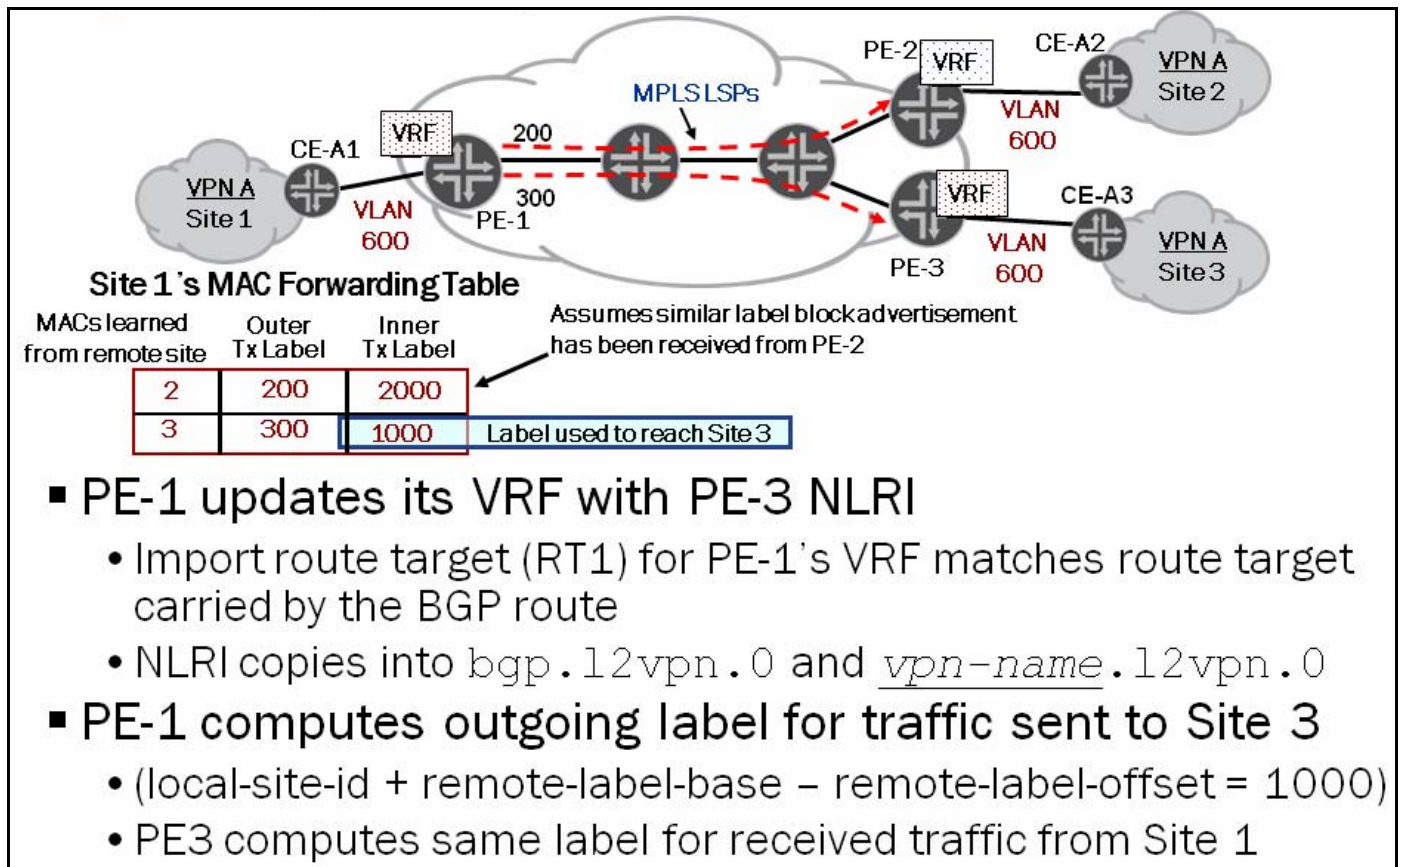 PE-2
VRF
CE-A2
VPN A
Site 2
VLAN
600
MPLS LSPs
VRF
200
CE-A1
VPN A
Site 1
VLAN
600
PE-1
300
VRF
CE-A3
PE-3
VLAN
600
VPN A
Site 3
Site 1's MAC Forwarding Table
MACs learned
from remote site
Outer
Tx Label
Inner
Tx Label
Assumes similar label block advertisement
has been received from PE-2
2 200 2000
3 300 1000 Label used to reach Site 3
▪ PE-1 updates its VRF with PE-3 NLRI
• Import route target (RT1) for PE-1's VRF matches route target
carried by the BGP route
• NLRI copies into bgp.l2vpn.0 and vpn-name.l2vpn.0
▪ PE-1 computes outgoing label for traffic sent to Site 3
• (local-site-id + remote-label-base – remote-label-offset = 1000)
• PE3 computes same label for received traffic from Site 1